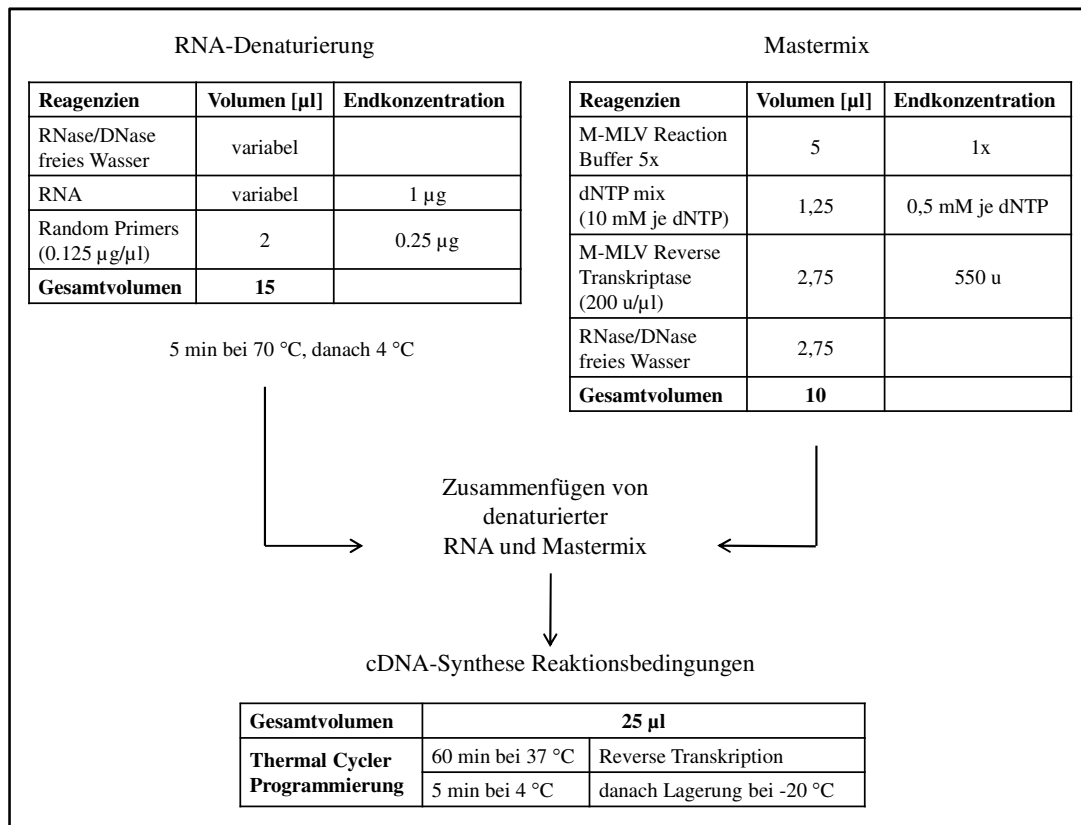 RNA-Denaturierung
Reagenzien Volumen [µl] Endkonzentration
RNase/DNase
freies Wasser variabel
RNA variabel 1 µg
Random Primers
(0.125 µg/µl) 2 0.25 µg
Gesamtvolumen 15
5 min bei 70 °C, danach 4 °C
Mastermix
Reagenzien Volumen [µl] Endkonzentration
M-MLV Reaction
Buffer 5x 5 1x
dNTP mix
(10 mM je dNTP) 1,25 0,5 mM je dNTP
M-MLV Reverse
Transkriptase 2,75 550 u
(200 u/µl)
RNase/DNase
freies Wasser 2,75
Gesamtvolumen 10
Zusammenfügen von
denaturierter
RNA und Mastermix
cDNA-Synthese Reaktionsbedingungen
Gesamtvolumen 25 µl
Thermal Cycler
Programmierung
60 min bei 37 °C Reverse Transkription
5 min bei 4 °C danach Lagerung bei -20 °C